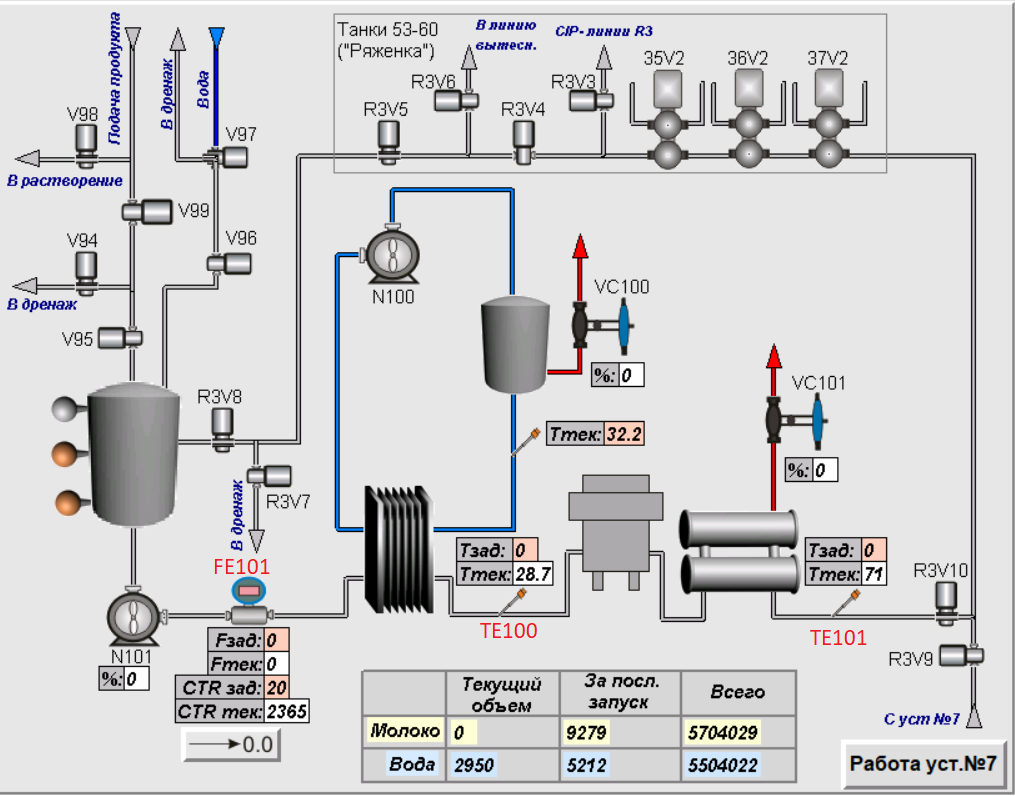 Подача продукта
В дренаж
Вода
V98
V97
В растворение
V99
V94
V96
В дренаж
V95
Танки 53-60
("Ряженка")
В линию
вытесн.
CIP- линии R3
R3V6
R3V3
R3V5
R3V4
35V2
36V2
37V2
N100
VC100
%: 0
Tтек: 32.2
VC101
%: 0
R3V8
R3V7
В дренаж
FE101
Tзад: 0
Tтек: 28.7
TE100
Tзад: 0
Tтек: 71
TE101
R3V10
R3V9
С уст №7
N101
%: 0
Fзад: 0
Fтек: 0
CTR зад: 20
CTR тек: 2365
0.0
Текущий
объем
За посл.
запуск
Всего
Молоко 0 9279 5704029
Вода 2950 5212 5504022
Работа уст.№7